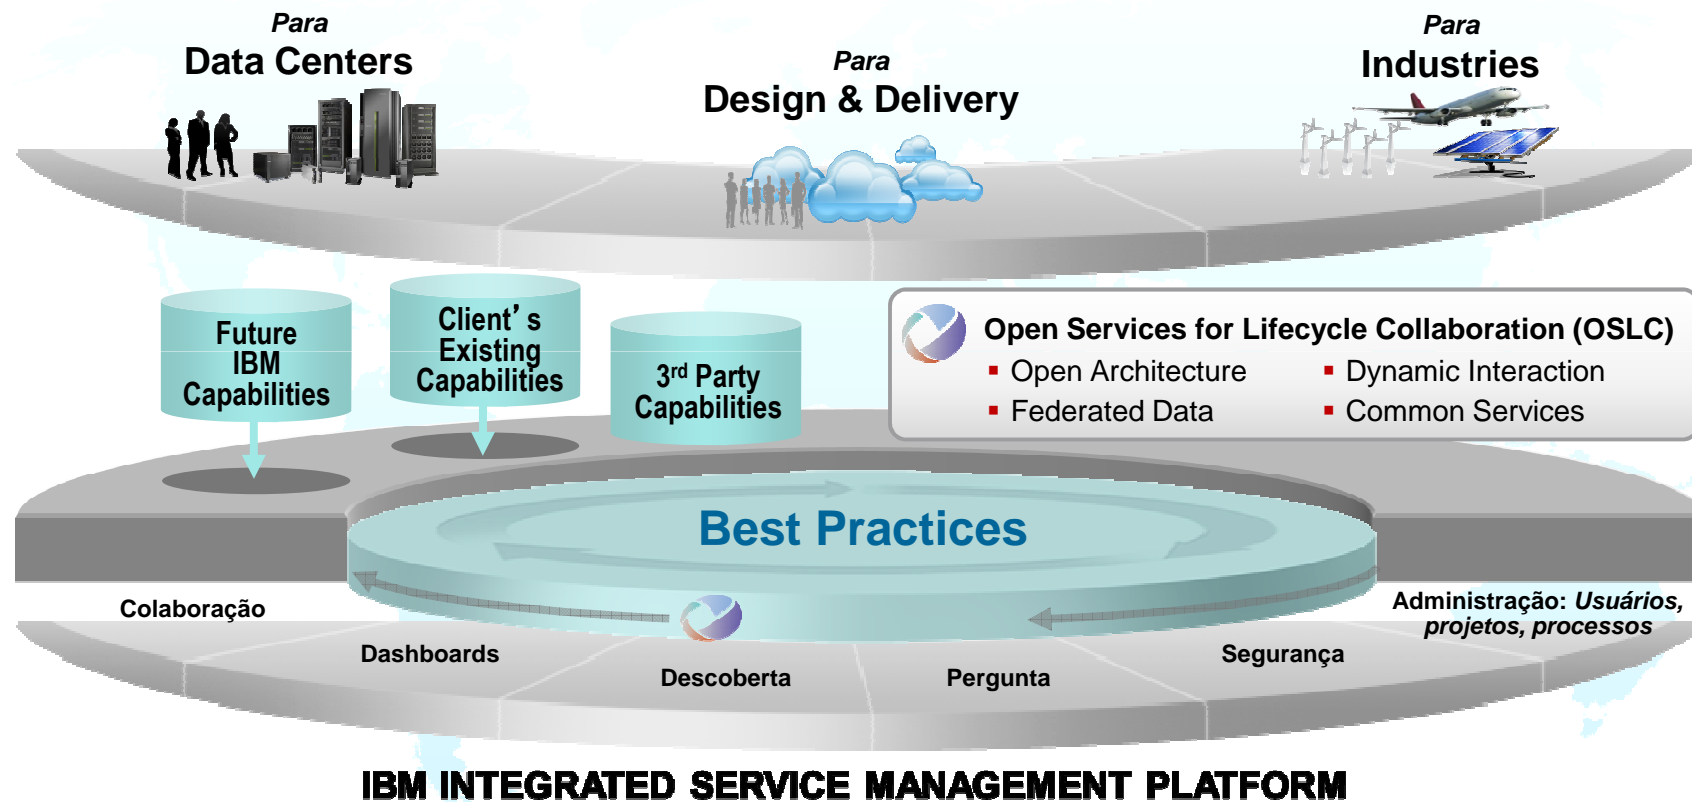 Para
Data Centers
Para
Design & Delivery
Para
Industries
Future
IBM
Capabilities
Client's
Existing
Capabilities
3rd Party
Capabilities
Open Services for Lifecycle Collaboration (OSLC)
▪ Open Architecture
▪ Federated Data
▪ Dynamic Interaction
▪ Common Services
Best Practices
Colaboração
Dashboards
Descoberta
Pergunta
Segurança
Administração: Usuários,
projetos, processos
IBM INTEGRATED SERVICE MANAGEMENT PLATFORM